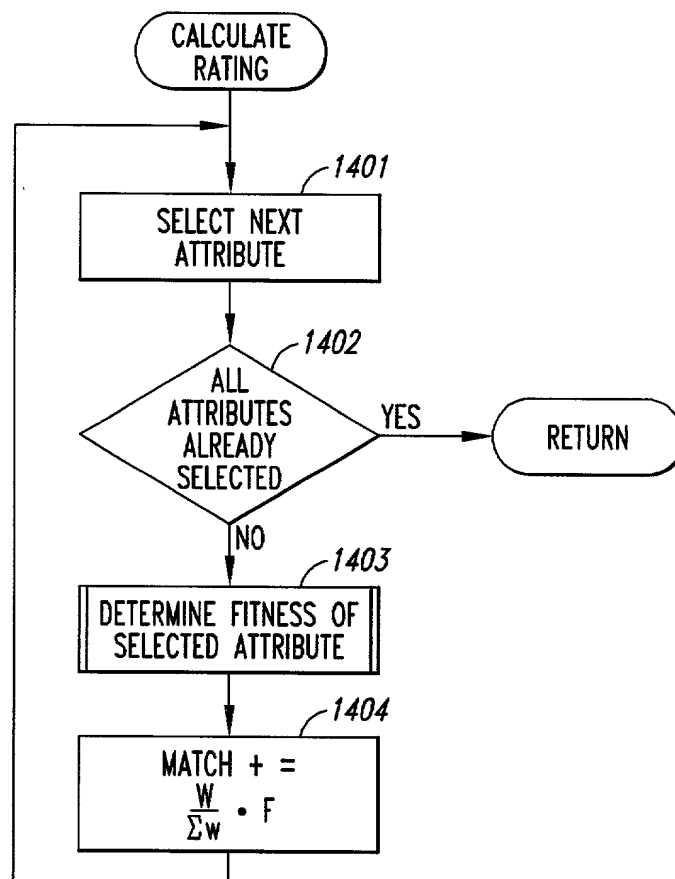 CALCULATE
RATING
1401
SELECT NEXT
ATTRIBUTE
1402
ALL
ATTRIBUTES
ALREADY
SELECTED
YES
RETURN
NO
1403
DETERMINE FITNESS OF
SELECTED ATTRIBUTE
1404
MATCH + =
W
Σw
• F